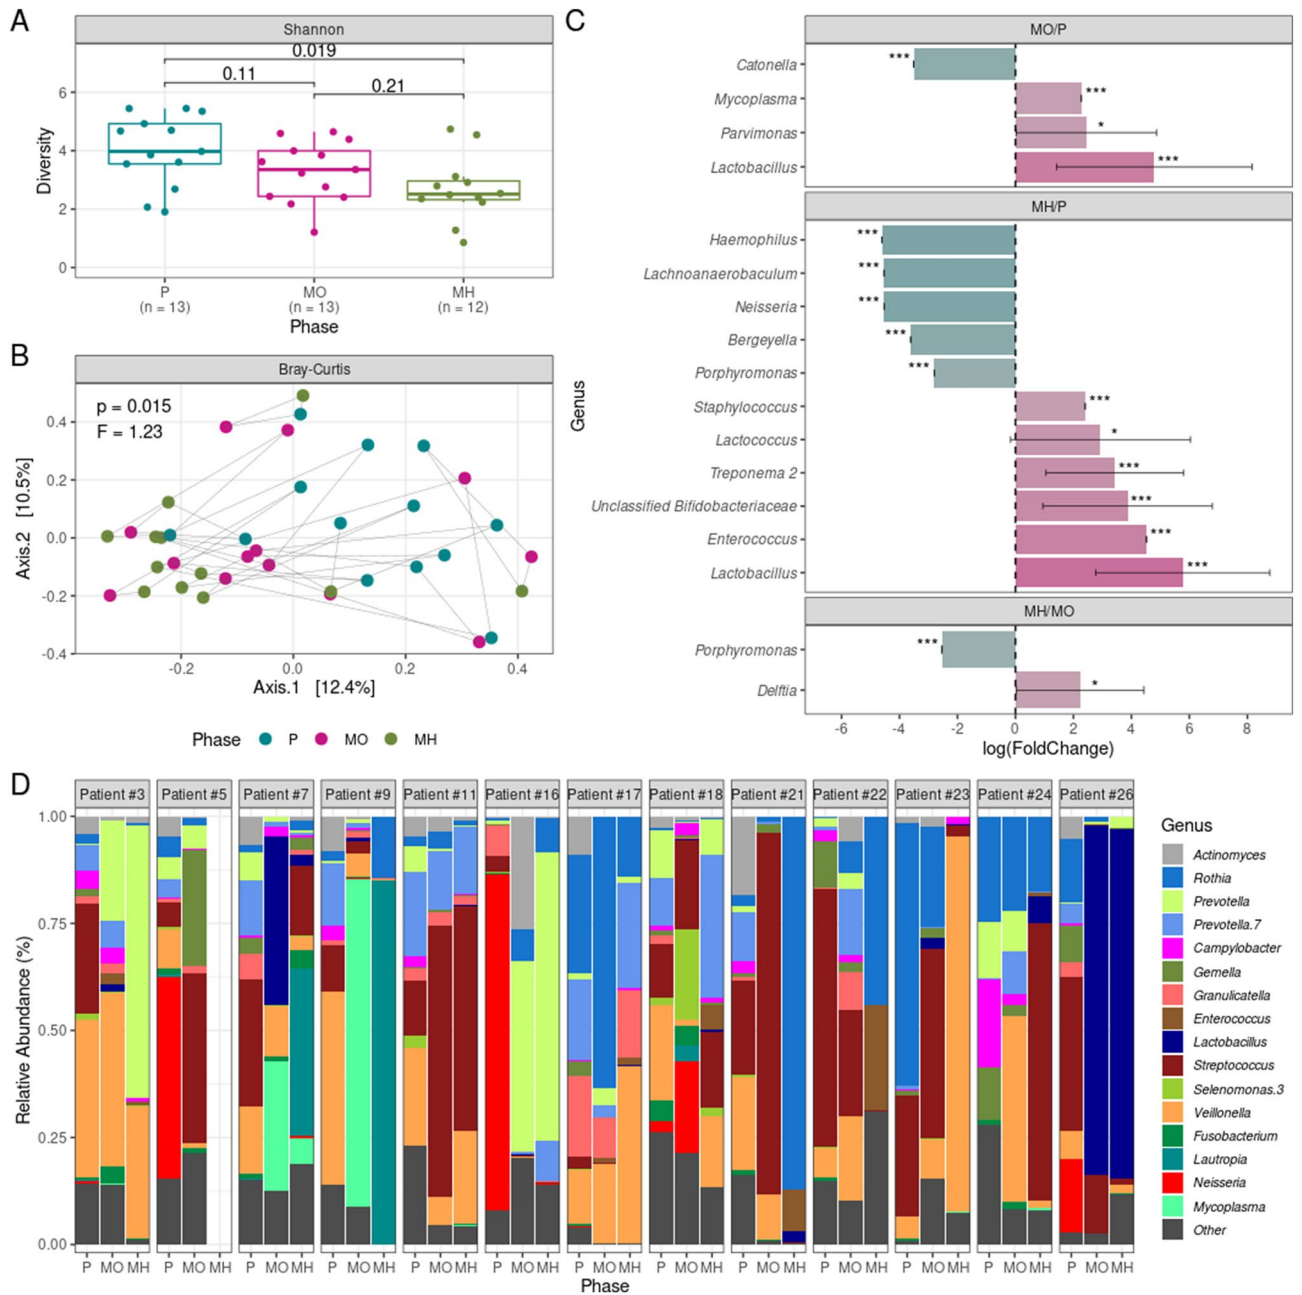 A
Shannon
0.019
0.11
0.21
Diversity
6
4
2
0
P
(n = 13)
MO
(n = 13)
MH
(n = 12)
Phase
B
Bray-Curtis
p = 0.015
F = 1.23
Axis.2 [10.5%]
0.4
0.2
0.0
-0.2
-0.4
-0.2 0.0 0.2 0.4
Axis.1 [12.4%]
Phase P MO MH
C
Genus
MO/P
Catonella ***
Mycoplasma ***
Parvimonas *
Lactobacillus ***
MH/P
Haemophilus ***
Lachnoanaerobaculum ***
Neisseria ***
Bergeyella ***
Porphyromonas ***
Staphylococcus ***
Lactococcus *
Treponema 2 ***
Unclassified Bifidobacteriaceae ***
Enterococcus ***
Lactobacillus ***
MH/MO
Porphyromonas ***
Delftia *
-6 -4 -2 0 2 4 6 8
log(FoldChange)
D
Patient #3 Patient #5 Patient #7 Patient #9 Patient #11 Patient #16 Patient #17 Patient #18 Patient #21 Patient #22 Patient #23 Patient #24 Patient #26
Relative Abundance (%)
1.00
0.75
0.50
0.25
0.00
P MO MH P MO MH P MO MH P MO MH P MO MH P MO MH P MO MH P MO MH P MO MH P MO MH P MO MH P MO MH P MO MH
Phase
Genus
Actinomyces
Rothia
Prevotella
Prevotella.7
Campylobacter
Gemella
Granulicatella
Enterococcus
Lactobacillus
Streptococcus
Selenomonas.3
Veillonella
Fusobacterium
Lautropia
Neisseria
Mycoplasma
Other